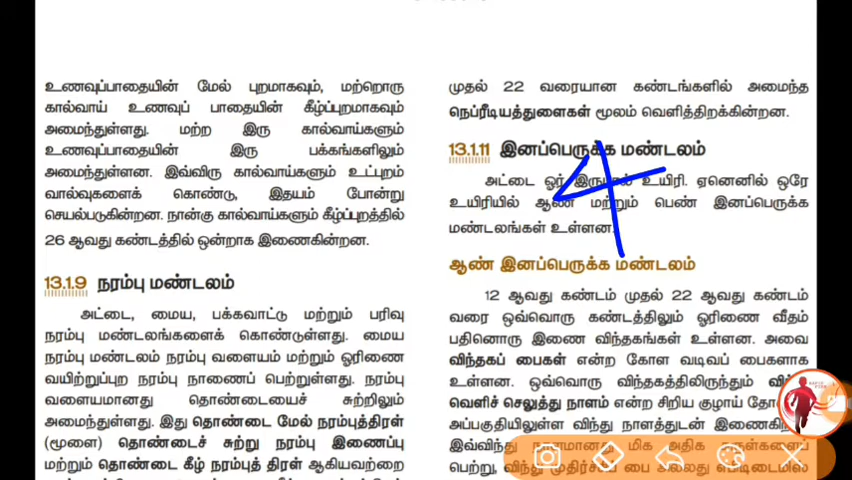 உணவுப்பாதையின் மேல் புறமாகவும், மற்றொரு
கால்வாய் உணவுப் பாதையின் கீழ்ப்புறமாகவும்
அமைந்துள்ளது. மற்ற இரு கால்வாய்களும்
உணவுப்பாதையின் இரு பக்கங்களிலும்
அமைந்துள்ளன. இவ்விரு கால்வாய்களும் உட்புறம்
வால்வுகளைக் கொண்டு, இதயம் போன்று
செயல்படுகின்றன. நான்கு கால்வாய்களும் கீழ்ப்புறத்தில்
26 ஆவது கண்டத்தில் ஒன்றாக இணைகின்றன.
13.1.9 நரம்பு மண்டலம்
அட்டை, மைய, பக்கவாட்டு மற்றும் பரிவு
நரம்பு மண்டலங்களைக் கொண்டுள்ளது. மைய
நரம்பு மண்டலம் நரம்பு வளையம் மற்றும் ஓரிணை
வயிற்றுப்புற நரம்பு நாணைப் பெற்றுள்ளது. நரம்பு
வளையமானது தொண்டையைச் சுற்றிலும்
அமைந்துள்ளது. இது தொண்டை மேல் நரம்புத்திரள்
(மூளை) தொண்டைச் சுற்று நரம்பு இணைப்பு
மற்றும் தொண்டை கீழ் நரம்புத் திரள் ஆகியவற்றை
முதல் 22 வரையான கண்டங்களில் அமைந்த
நெப்ரீடியத்துளைகள் மூலம் வெளித்திறக்கின்றன.
13.1.11 இனப்பெருக்க மண்டலம்
4
அட்டை ஓர் இருபால் உயிரி. ஏனெனில் ஒரே
உயிரியில் ஆண் மற்றும் பெண் இனப்பெருக்க
மண்டலங்கள் உள்ளன.
ஆண் இனப்பெருக்க மண்டலம்
12 ஆவது கண்டம் முதல் 22 ஆவது கண்டம்
வரை ஒவ்வொரு கண்டத்திலும் ஓரிணை வீதம்
பதினொரு இணை விந்தகங்கள் உள்ளன. அவை
விந்தகப் பைகள் என்ற கோள வடிவப் பைகளாக
உள்ளன. ஒவ்வொரு விந்தகத்திலிருந்தும்
வெளிச் செலுத்து நாளம் என்ற சிறிய குழாய்
அப்பகுதியிலுள்ள விந்து நாளத்துடன்
இவ்விந்து நாளமானது மிக அதிக
பெற்று, விந்து முதிர்ச்சிப் பை அல்லது எபிடிடைமிஸ்